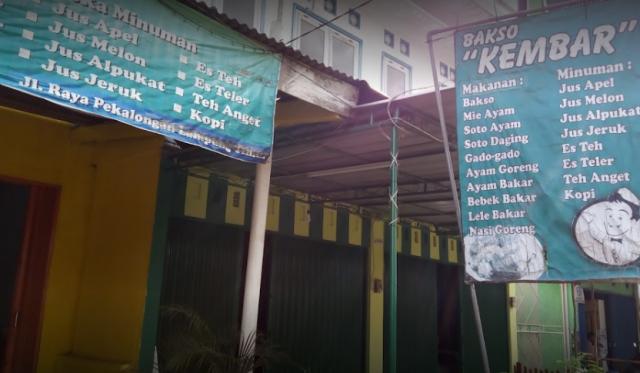 Minuman
Jus Apel
Jus Melon
Jus Alpukat
Jus Jeruk
Es Teh
Es Teler
Teh Anget
Kopi
Jl. Raya Pekalongan Lampung Timur
BAKSO
"KEMBAR"
Makanan :
Bakso
Mie Ayam
Soto Ayam
Soto Daging
Gado-gado
Ayam Goreng
Ayam Bakar
Bebek Bakar
Lele Bakar
Nasi Goreng
Minuman :
Jus Apel
Jus Melon
Jus Alpukat
Jus Jeruk
Es Teh
Es Teler
Teh Anget
Kopi